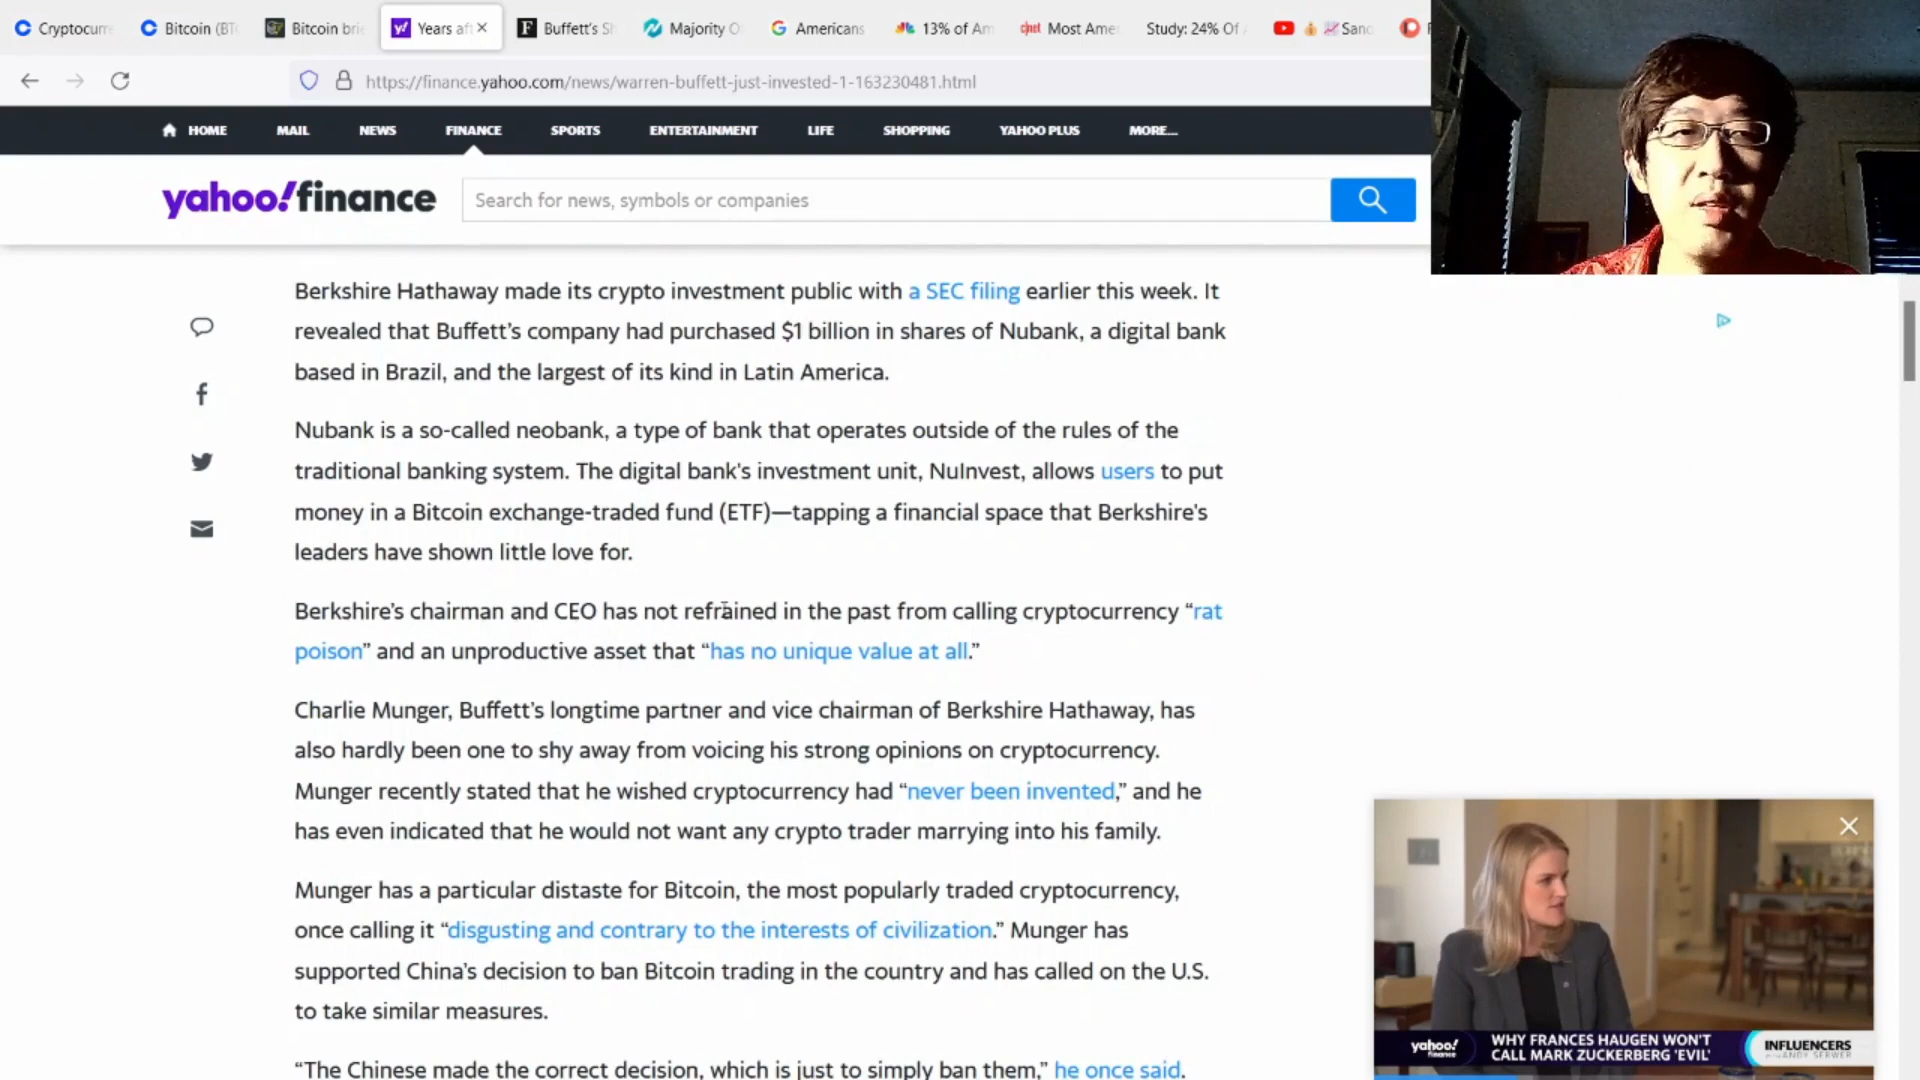 Cryptocurr
Bitcoin (BT
Bitcoin brie
Years aft
Buffett's Sh
Majority O
Americans
13% of Am
cnet Most Ame
Study: 24% Of
Sanc
https://finance.yahoo.com/news/warren-buffett-just-invested-1-163230481.html
HOME MAIL NEWS FINANCE SPORTS ENTERTAINMENT LIFE SHOPPING YAHOO PLUS MORE...
yahoo!finance
Search for news, symbols or companies
Berkshire Hathaway made its crypto investment public with a SEC filing earlier this week. It
revealed that Buffett's company had purchased $1 billion in shares of Nubank, a digital bank
based in Brazil, and the largest of its kind in Latin America.
Nubank is a so-called neobank, a type of bank that operates outside of the rules of the
traditional banking system. The digital bank's investment unit, NuInvest, allows users to put
money in a Bitcoin exchange-traded fund (ETF)—tapping a financial space that Berkshire's
leaders have shown little love for.
Berkshire's chairman and CEO has not refrained in the past from calling cryptocurrency “rat
poison” and an unproductive asset that “has no unique value at all.”
Charlie Munger, Buffett's longtime partner and vice chairman of Berkshire Hathaway, has
also hardly been one to shy away from voicing his strong opinions on cryptocurrency.
Munger recently stated that he wished cryptocurrency had “never been invented,” and he
has even indicated that he would not want any crypto trader marrying into his family.
Munger has a particular distaste for Bitcoin, the most popularly traded cryptocurrency,
once calling it “disgusting and contrary to the interests of civilization.” Munger has
supported China's decision to ban Bitcoin trading in the country and has called on the U.S.
to take similar measures.
“The Chinese made the correct decision, which is just to simply ban them,” he once said.
yahoo!
finance
WHY FRANCES HAUGEN WON'T
CALL MARK ZUCKERBERG 'EVIL'
INFLUENCERS
WITH ANDY SERWER